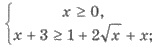 x ≥ 0,
x + 3 ≥ 1 + 2√x + x;